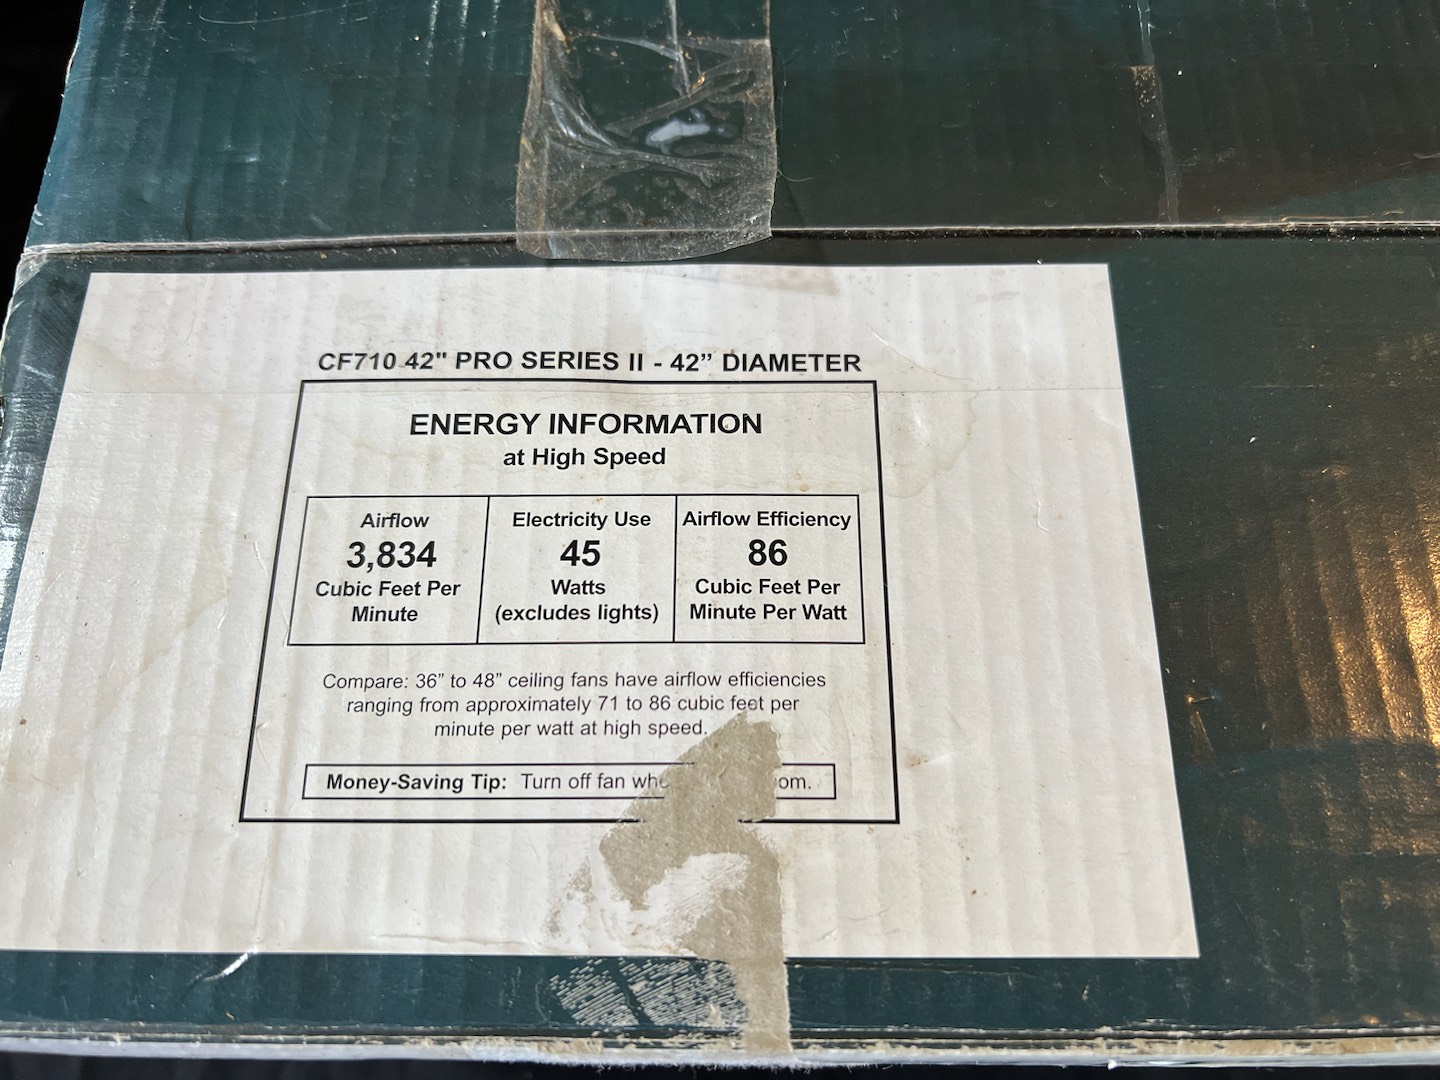 CF710 42" PRO SERIES II - 42” DIAMETER
ENERGY INFORMATION
at High Speed
Airflow
3,834
Cubic Feet Per
Minute
Electricity Use
45
Watts
(excludes lights)
Airflow Efficiency
86
Cubic Feet Per
Minute Per Watt
Compare: 36” to 48” ceiling fans have airflow efficiencies
ranging from approximately 71 to 86 cubic feet per
minute per watt at high speed.
Money-Saving Tip: Turn off fan